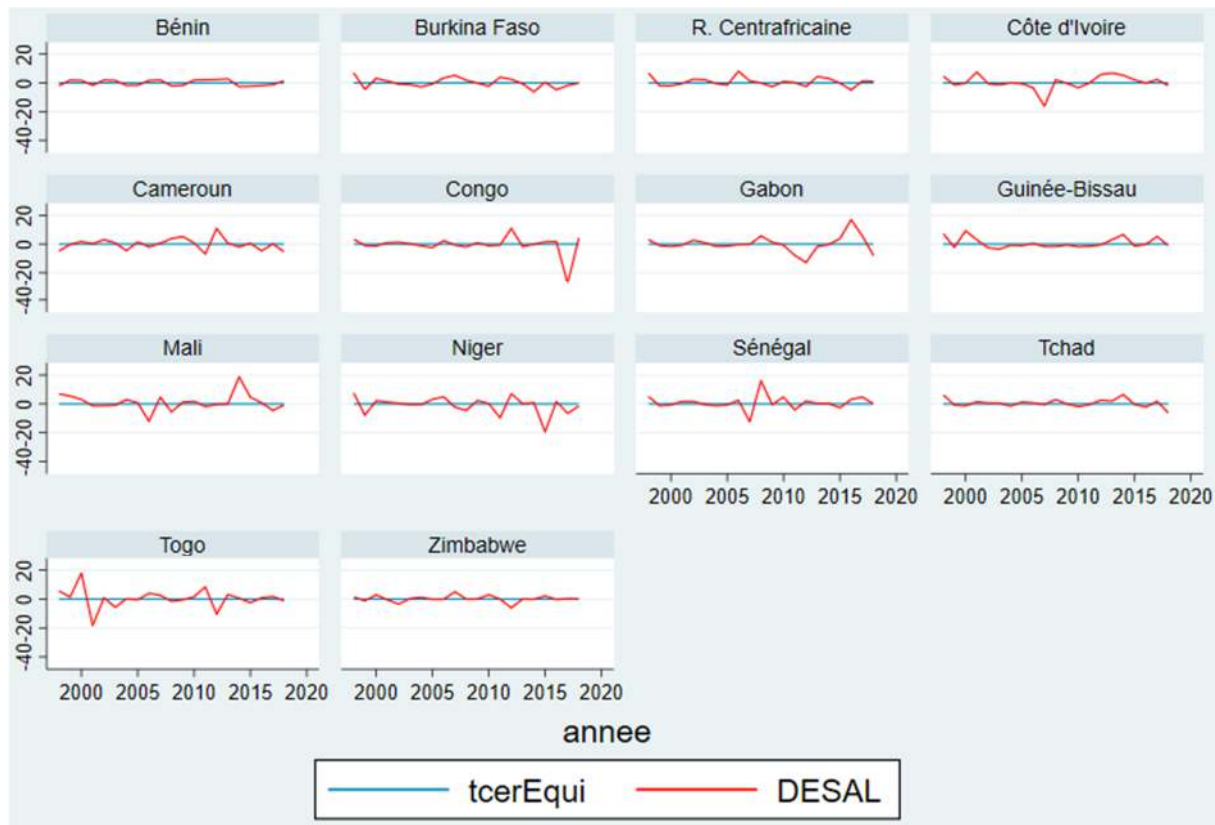 Bénin Burkina Faso R. Centrafricaine Côte d'Ivoire
-40-20 0 20
Cameroun Congo Gabon Guinée-Bissau
-40-20 0 20
Mali Niger Sénégal Tchad
-40-20 0 20
2000 2005 2010 2015 2020 2000 2005 2010 2015 2020
Togo Zimbabwe
-40-20 0 20
2000 2005 2010 2015 2020 2000 2005 2010 2015 2020
annee
tcerEqui DESAL